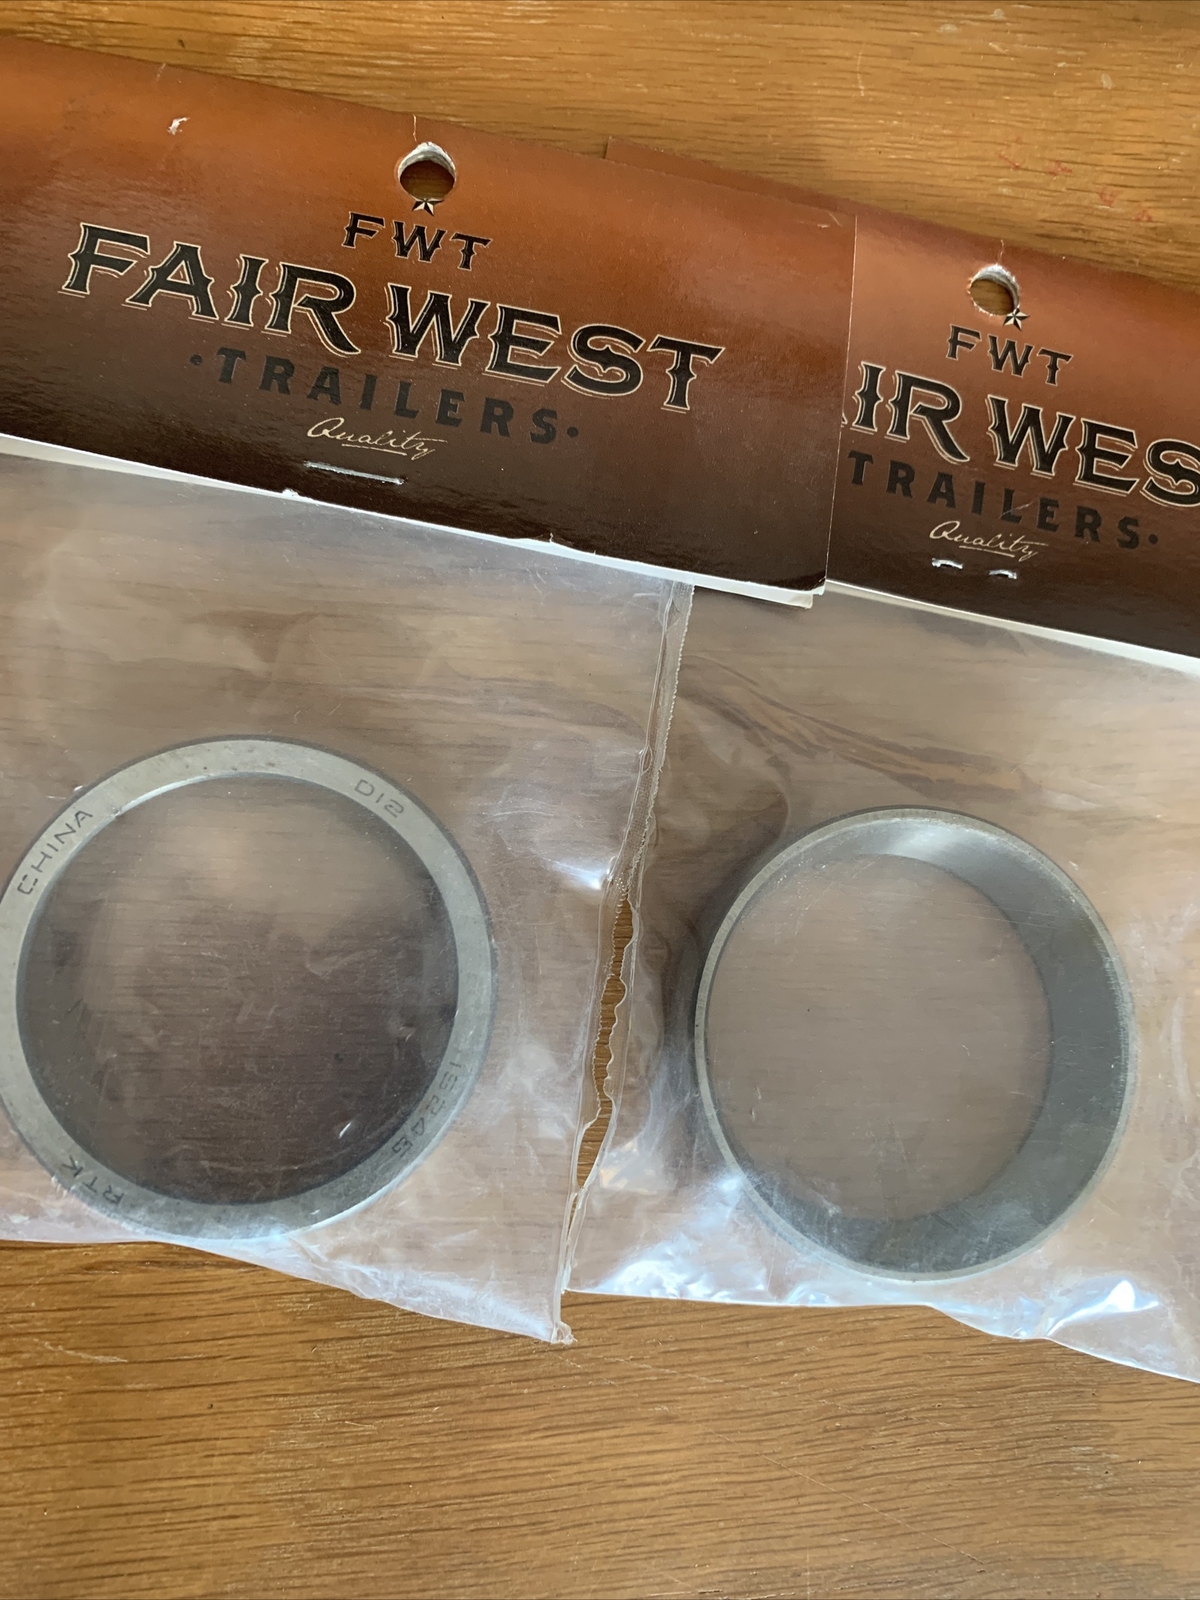 FWT
FAIR WEST
·TRAILERS·
Quality
FWT
IR WES
TRAILERS·
Quality
CHINA
D12
15245
RTK